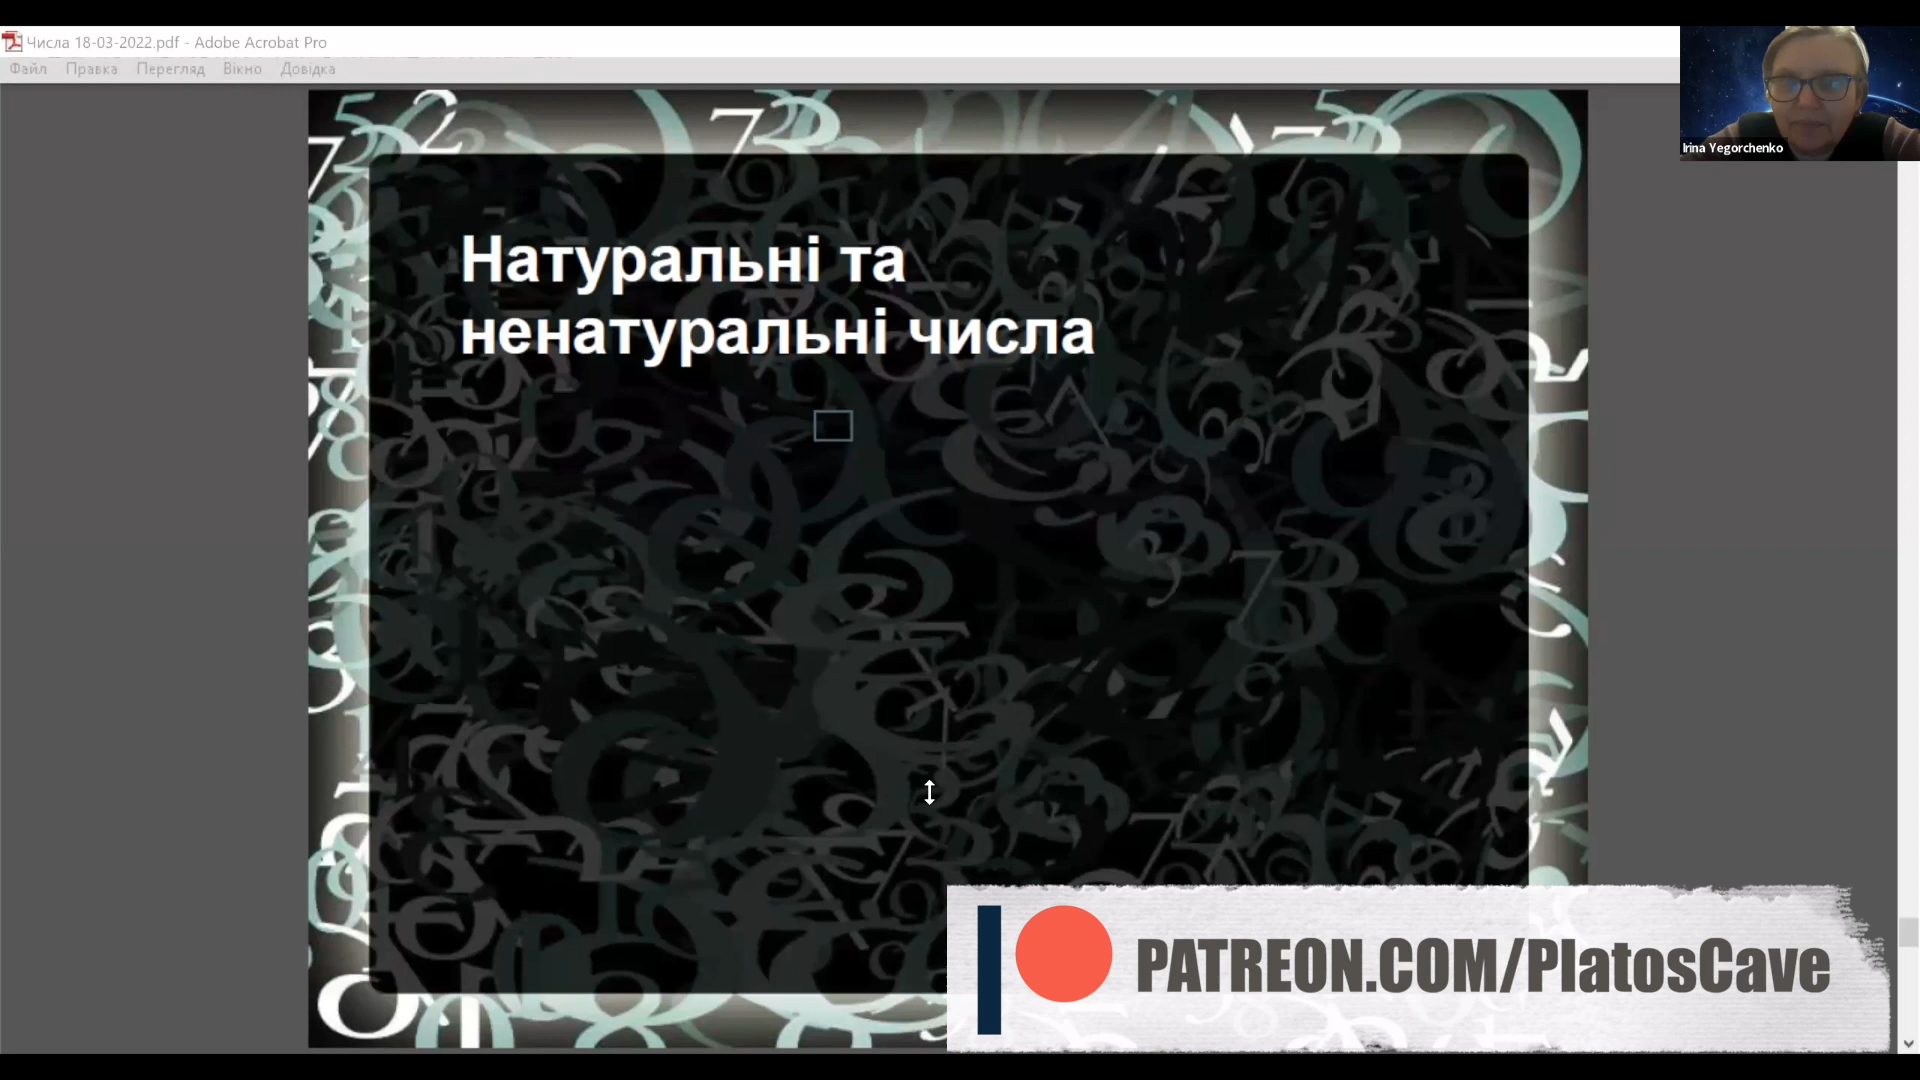 Числа 18-03-2022.pdf - Adobe Acrobat Pro
Файл Правка Перегляд Вікно Довідка
Irina Yegorchenko
Натуральні та
ненатуральні числа
PATREON.COM/PlatosCave